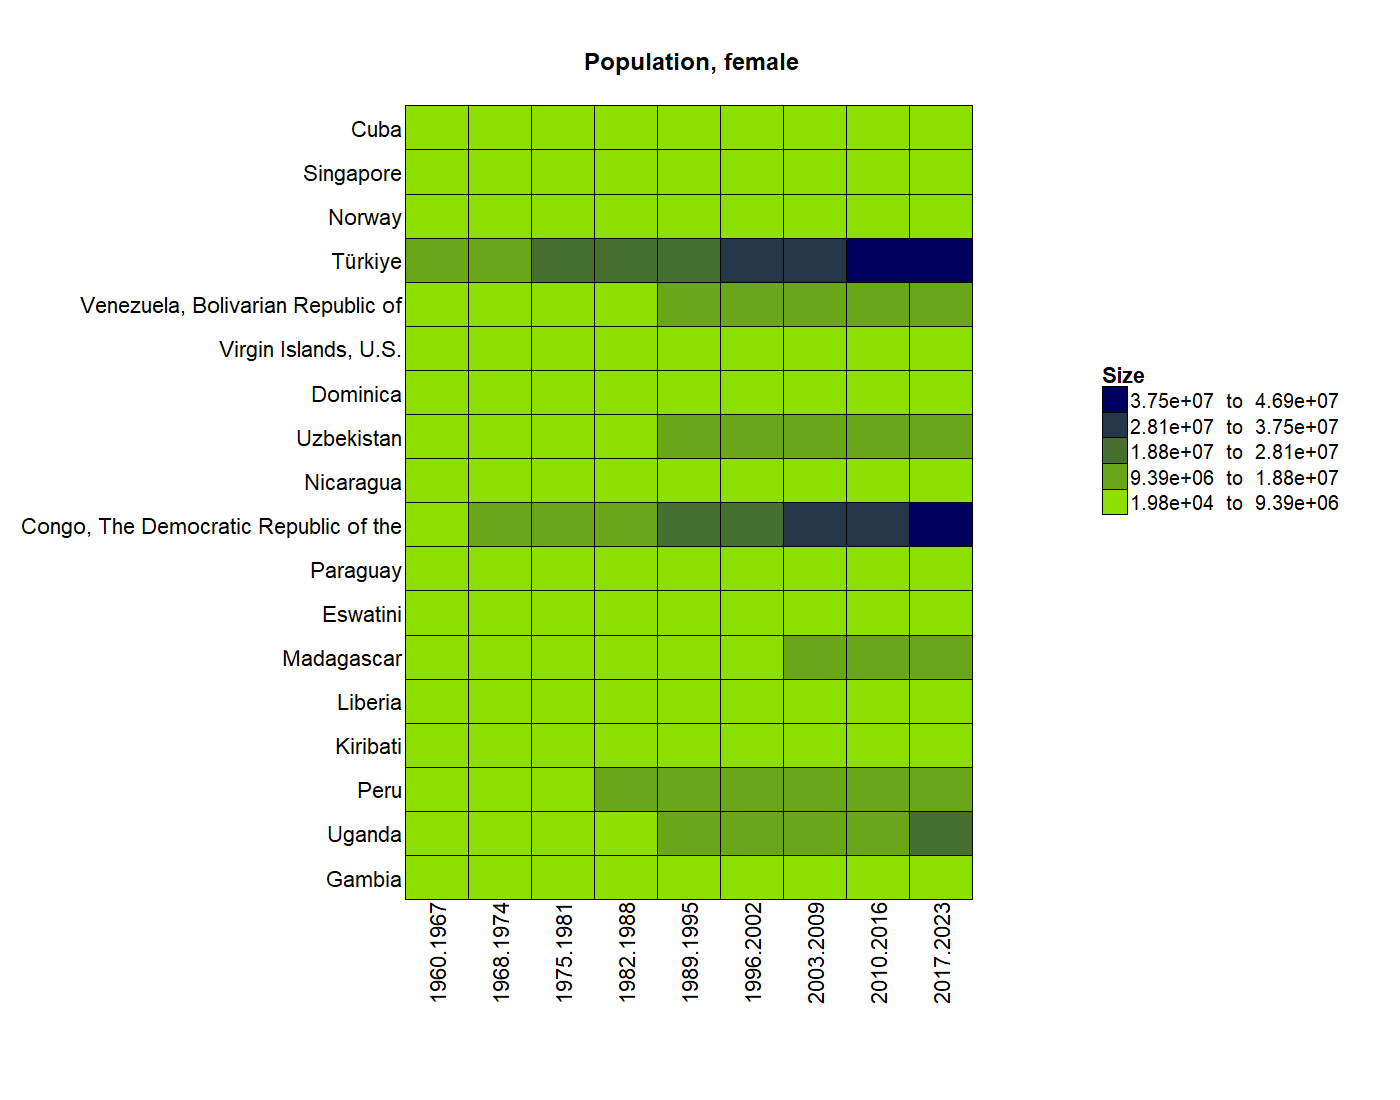 Population, female
Cuba
Singapore
Norway
Türkiye
Venezuela, Bolivarian Republic of
Virgin Islands, U.S.
Dominica
Uzbekistan
Nicaragua
Congo, The Democratic Republic of the
Paraguay
Eswatini
Madagascar
Liberia
Kiribati
Peru
Uganda
Gambia
1960.1967
1968.1974
1975.1981
1982.1988
1989.1995
1996.2002
2003.2009
2010.2016
2017.2023
Size
3.75e+07 to 4.69e+07
2.81e+07 to 3.75e+07
1.88e+07 to 2.81e+07
9.39e+06 to 1.88e+07
1.98e+04 to 9.39e+06